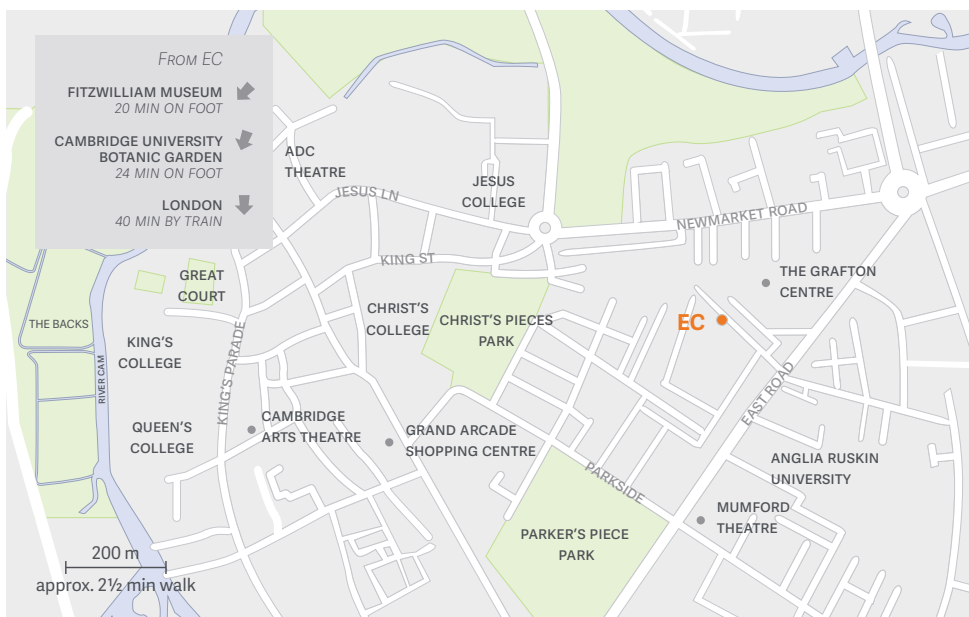 FROM EC
FITZWILLIAM MUSEUM
20 MIN ON FOOT
CAMBRIDGE UNIVERSITY
BOTANIC GARDEN
24 MIN ON FOOT
LONDON
40 MIN BY TRAIN
ADC
THEATRE
JESUS LN
JESUS
COLLEGE
NEWMARKET ROAD
KING ST
GREAT
COURT
THE GRAFTON
CENTRE
CHRIST'S
COLLEGE
CHRIST'S PIECES
PARK
EC
THE BACKS
KING'S
COLLEGE
RIVER CAM
KING'S PARADE
EAST ROAD
QUEEN'S
COLLEGE
CAMBRIDGE
ARTS THEATRE
GRAND ARCADE
SHOPPING CENTRE
PARKSIDE
ANGLIA RUSKIN
UNIVERSITY
MUMFORD
THEATRE
PARKER'S PIECE
PARK
200 m
approx. 2½ min walk